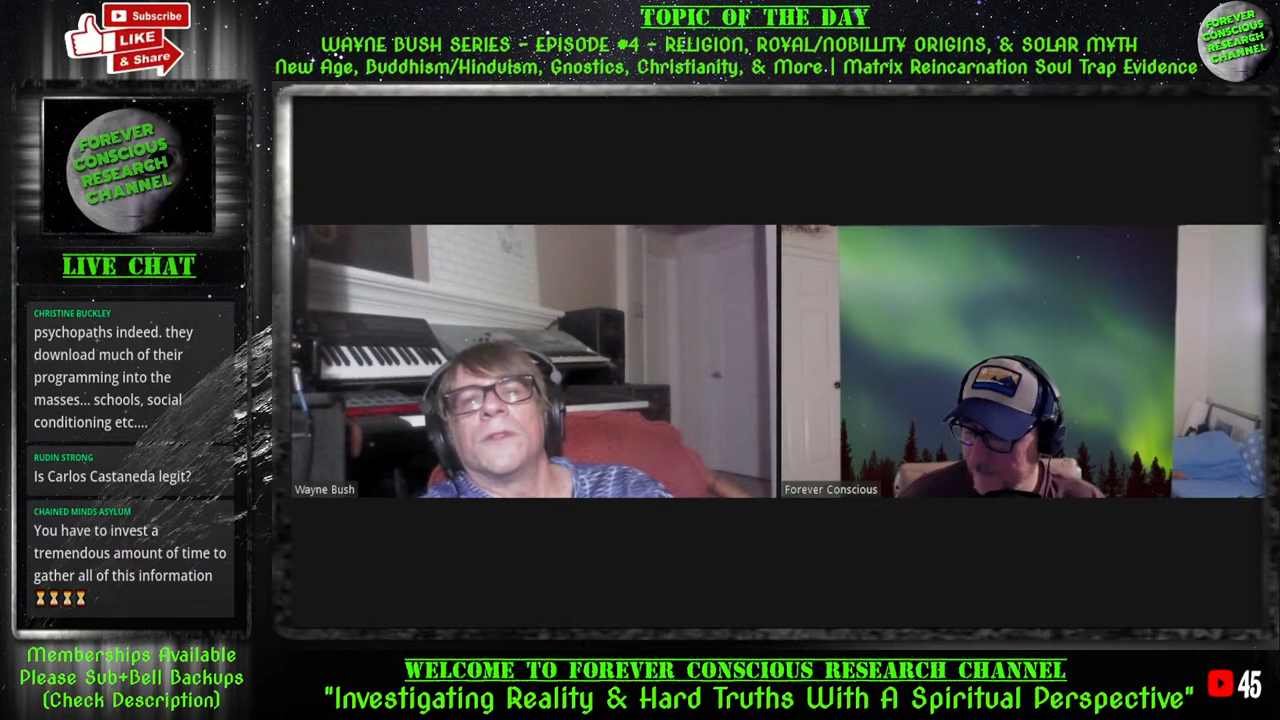 Subscribe
LIKE
& Share
TOPIC OF THE DAY
WAYNE BUSH SERIES - EPISODE #4 - RELIGION, ROYAL/NOBILLITY ORIGINS, & SOLAR MYTH
New Age, Buddhism/Hinduism, Gnostics, Christianity, & More | Matrix Reincarnation Soul Trap Evidence
FOREVER
CONSCIOUS
RESEARCH
CHANNEL
FOREVER
CONSCIOUS
RESEARCH
CHANNEL
LIVE CHAT
CHRISTINE BUCKLEY
psychopaths indeed. they
download much of their
programming into the
masses... schools, social
conditioning etc....
RUDIN STRONG
Is Carlos Castaneda legit?
CHAINED MINDS ASYLUM
You have to invest a
tremendous amount of time to
gather all of this information
⏳⏳⏳⏳
Wayne Bush
Forever Conscious
Memberships Available
Please Sub+Bell Backups
(Check Description)
WELCOME TO FOREVER CONSCIOUS RESEARCH CHANNEL
"Investigating Reality & Hard Truths With A Spiritual Perspective"
45